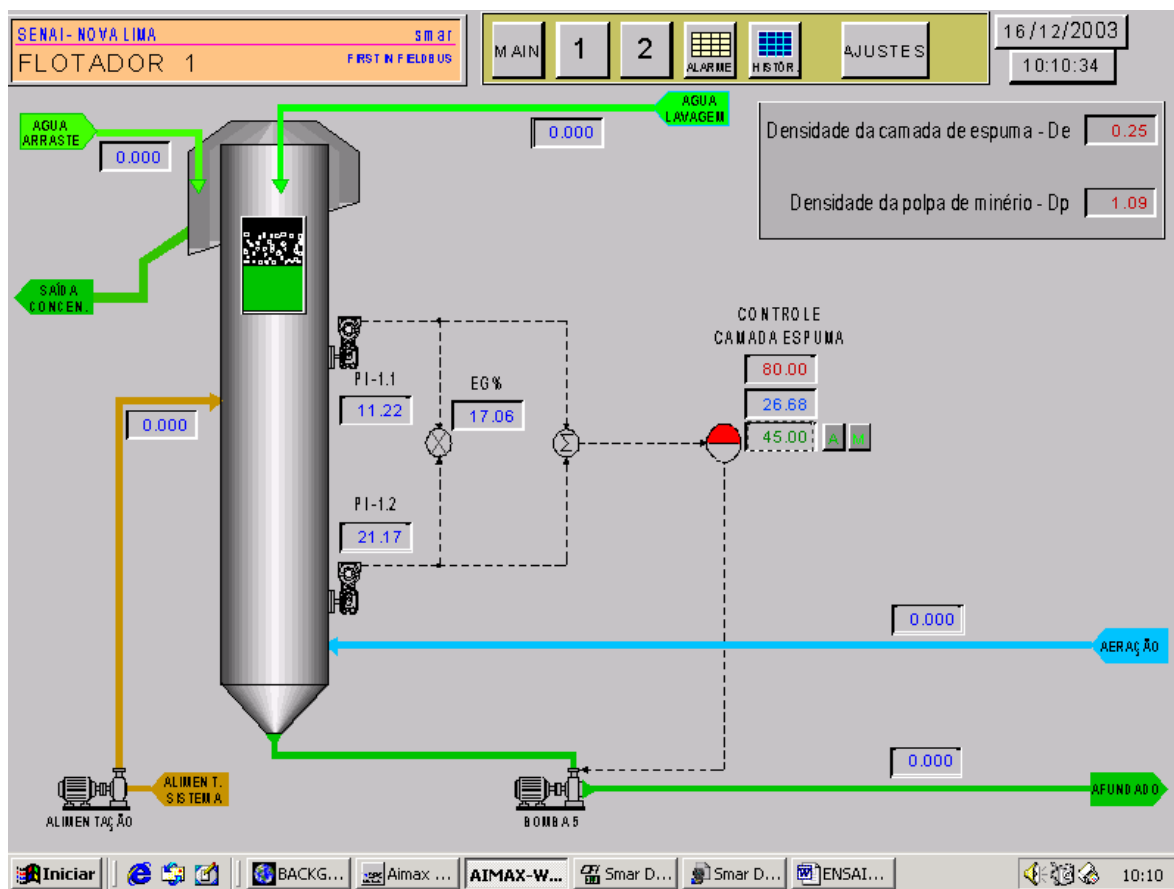 SENAI-NOVA LIMA smar
FLOTADOR 1 FIRST IN FIELDBUS
MAIN 1 2 ALARME HISTÓR. AJUSTES
16/12/2003
10:10:34
AGUA
ARRASTE
0.000
AGUA
LAVAGEM
0.000
Densidade da camada de espuma - De 0.25
Densidade da polpa de minério - Dp 1.09
SAÍDA
CONCEN.
CONTROLE
CAMADA ESPUMA
80.00
26.68
45.00 A M
PI-1.1
11.22
EG%
17.06
0.000
Σ
PI-1.2
21.17
0.000
AERAÇÃO
0.000
AFUNDADO
ALIMENT.
SISTEMA
ALIMENTAÇÃO
BOMBA 5
Iniciar BACKG... Aimax ... AIMAX-W... Smar D... Smar D... ENSAI... 10:10